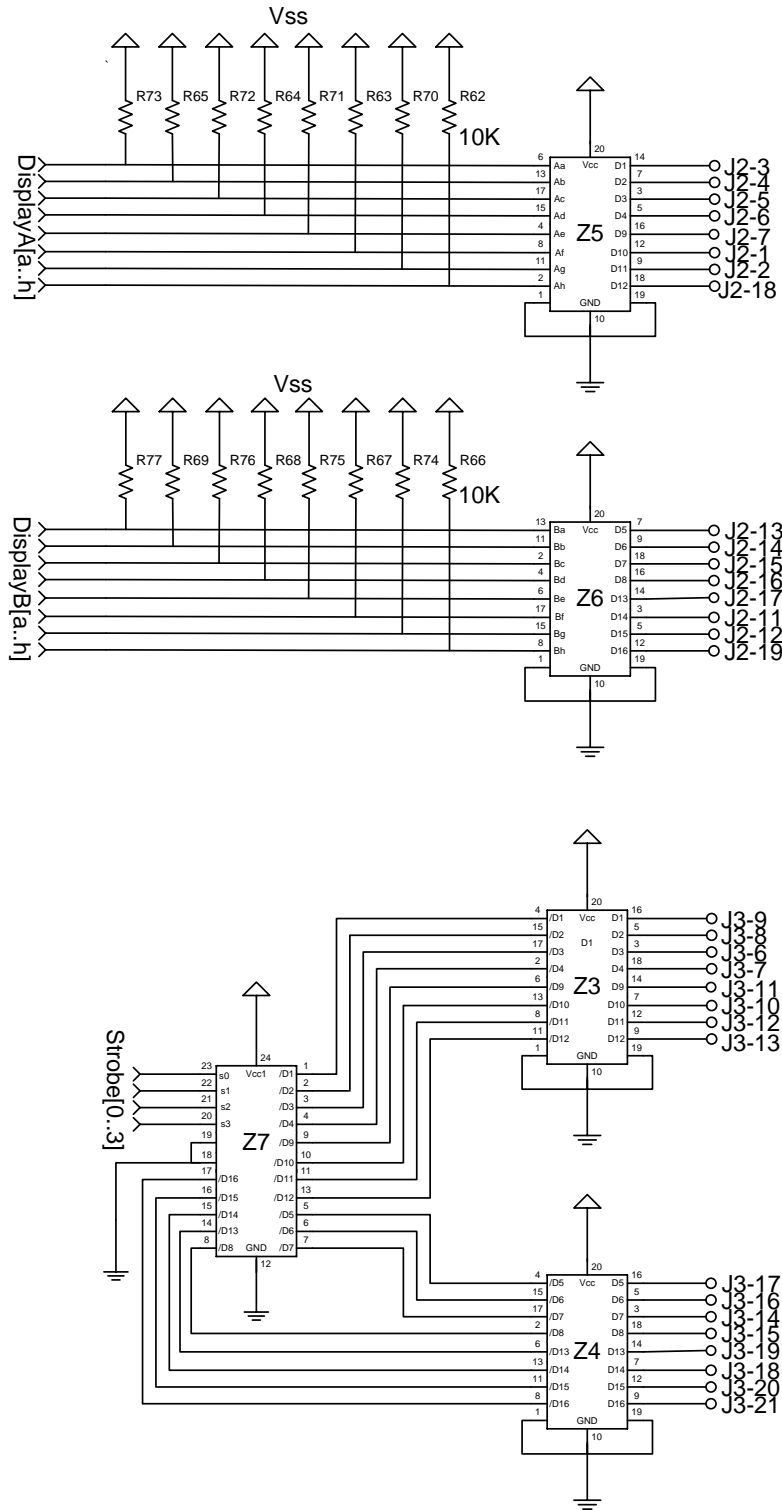 Vss
R73 R65 R72 R64 R71 R63 R70 R62
10K
DisplayA[a..h]
20
Vcc
Z5
6 Aa D1 14 J2-3
13 Ab D2 7 J2-4
17 Ac D3 3 J2-5
15 Ad D4 5 J2-6
4 Ae D9 16 J2-7
8 Af D10 12 J2-1
11 Ag D11 9 J2-2
2 Ah D12 18 J2-18
1 GND 19
10
Vss
R77 R69 R76 R68 R75 R67 R74 R66
10K
DisplayB[a..h]
20
Vcc
Z6
13 Ba D5 7 J2-13
11 Bb D6 9 J2-14
2 Bc D7 18 J2-15
4 Bd D8 16 J2-16
6 Be D13 14 J2-17
17 Bf D14 3 J2-11
15 Bg D15 5 J2-12
8 Bh D16 12 J2-19
1 GND 19
10
20
Vcc
D1
Z3
4 /D1 D1 16 J3-9
15 /D2 D2 5 J3-8
17 /D3 D3 3 J3-6
2 /D4 D4 18 J3-7
6 /D9 D9 14 J3-11
13 /D10 D10 7 J3-10
8 /D11 D11 12 J3-12
11 /D12 D12 9 J3-13
1 GND 19
10
Strobe[0..3]
24
Vcc1
Z7
23 s0 /D1 1
22 s1 /D2 2
21 s2 /D3 3
20 s3 /D4 4
19 /D9 9
18 /D10 10
17 /D16 /D11 11
16 /D15 /D12 13
15 /D14 /D5 5
14 /D13 /D6 6
8 /D8 GND /D7 7
12
20
Vcc
Z4
4 /D5 D5 16 J3-17
15 /D6 D6 5 J3-16
17 /D7 D7 3 J3-14
2 /D8 D8 18 J3-15
6 /D13 D13 14 J3-19
13 /D14 D14 7 J3-18
11 /D15 D15 12 J3-20
8 /D16 D16 9 J3-21
1 GND 19
10